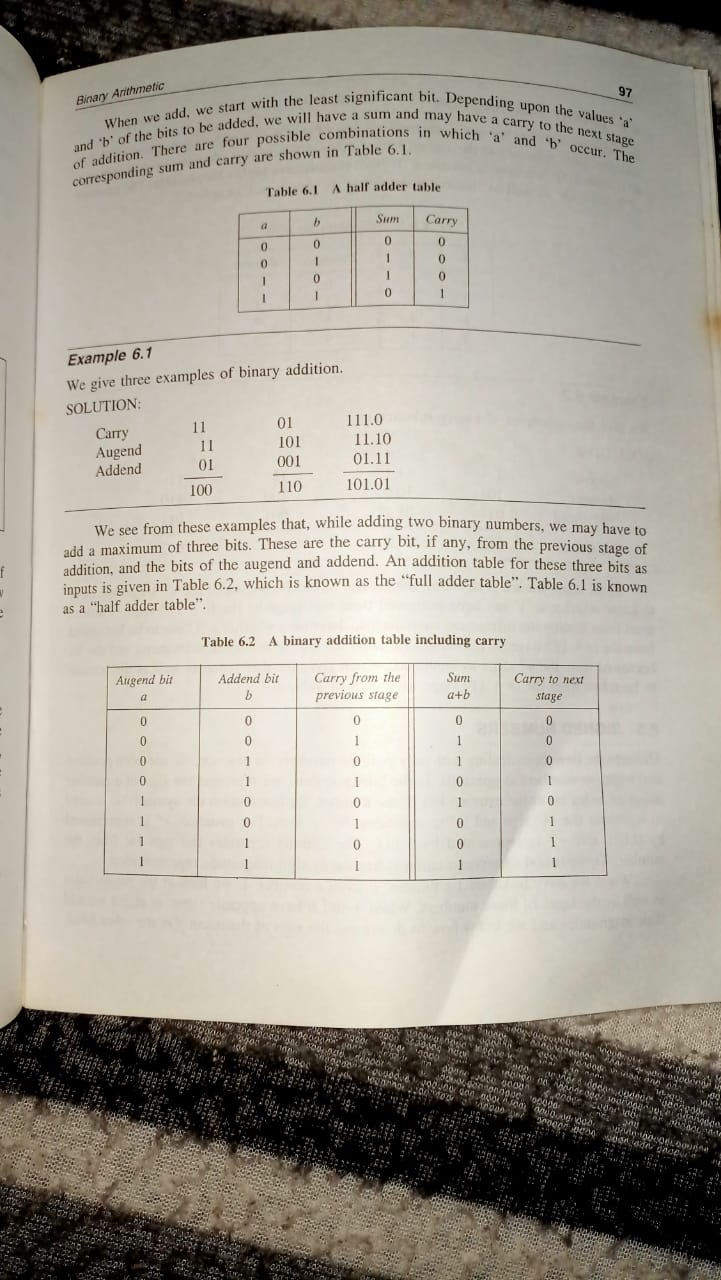 Binary Arithmetic 97
When we add, we start with the least significant bit. Depending upon the values 'a'
and 'b' of the bits to be added, we will have a sum and may have a carry to the next stage
of addition. There are four possible combinations in which 'a' and 'b' occur. The
corresponding sum and carry are shown in Table 6.1.
Table 6.1 A half adder table
a b Sum Carry
0 0 0 0
0 1 1 0
1 0 1 0
1 1 0 1
Example 6.1
We give three examples of binary addition.
SOLUTION:
Carry 11 01 111.0
Augend 11 101 11.10
Addend 01 001 01.11
100 110 101.01
We see from these examples that, while adding two binary numbers, we may have to
add a maximum of three bits. These are the carry bit, if any, from the previous stage of
addition, and the bits of the augend and addend. An addition table for these three bits as
inputs is given in Table 6.2, which is known as the "full adder table". Table 6.1 is known
as a "half adder table".
Table 6.2 A binary addition table including carry
Augend bit Addend bit Carry from the Sum Carry to next
a b previous stage a+b stage
0 0 0 0 0
0 0 1 1 0
0 1 0 1 0
0 1 1 0 1
1 0 0 1 0
1 0 1 0 1
1 1 0 0 1
1 1 1 1 1